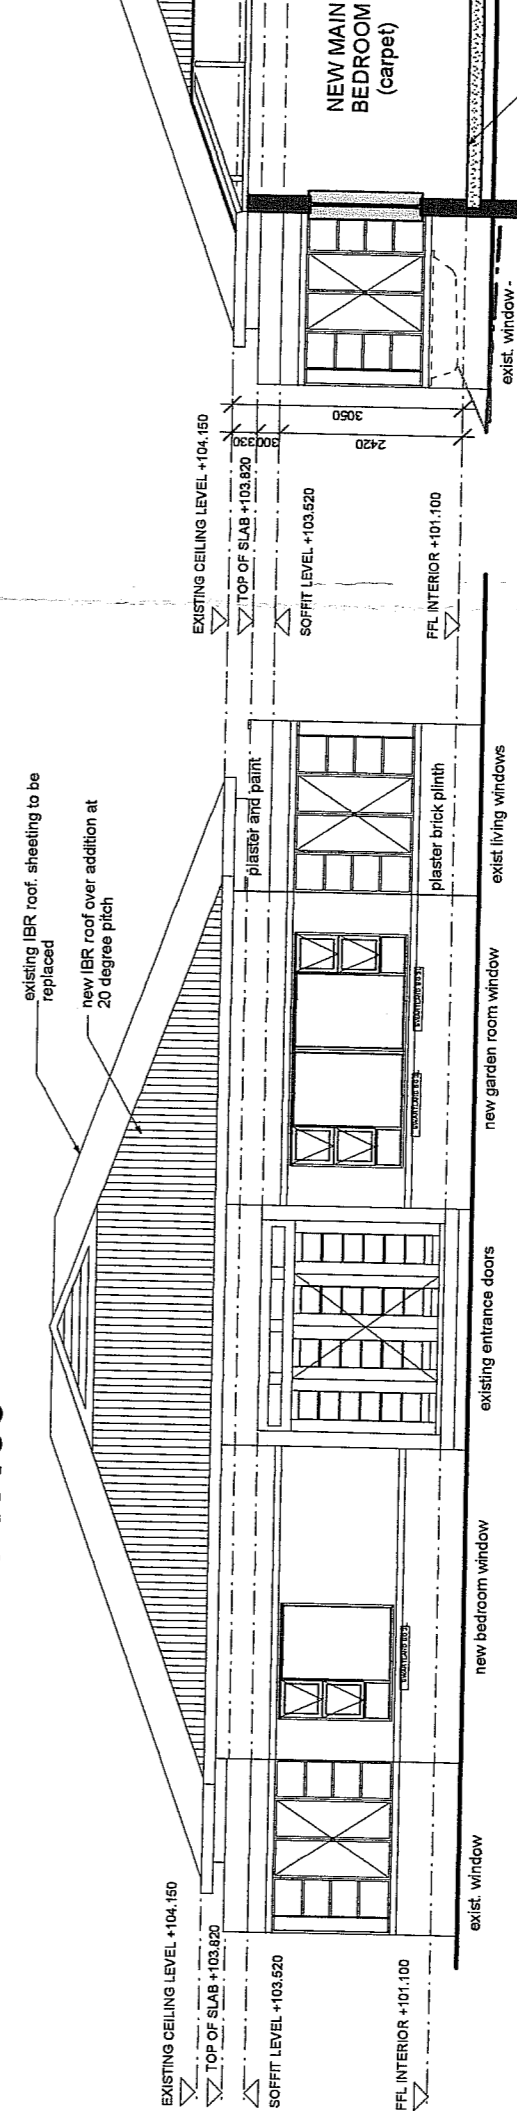 existing IBR roof. sheeting to be
replaced
new IBR roof over addition at
20 degree pitch
EXISTING CEILING LEVEL +104.150
TOP OF SLAB +103.820
SOFFIT LEVEL +103.520
FFL INTERIOR +101.100
exist. window
new bedroom window
existing entrance doors
new garden room window
exist living windows
plaster and paint
plaster brick plinth
EXISTING CEILING LEVEL +104.150
TOP OF SLAB +103.820
SOFFIT LEVEL +103.520
FFL INTERIOR +101.100
330
300
2420
3050
exist. window -
NEW MAIN
BEDROOM
(carpet)